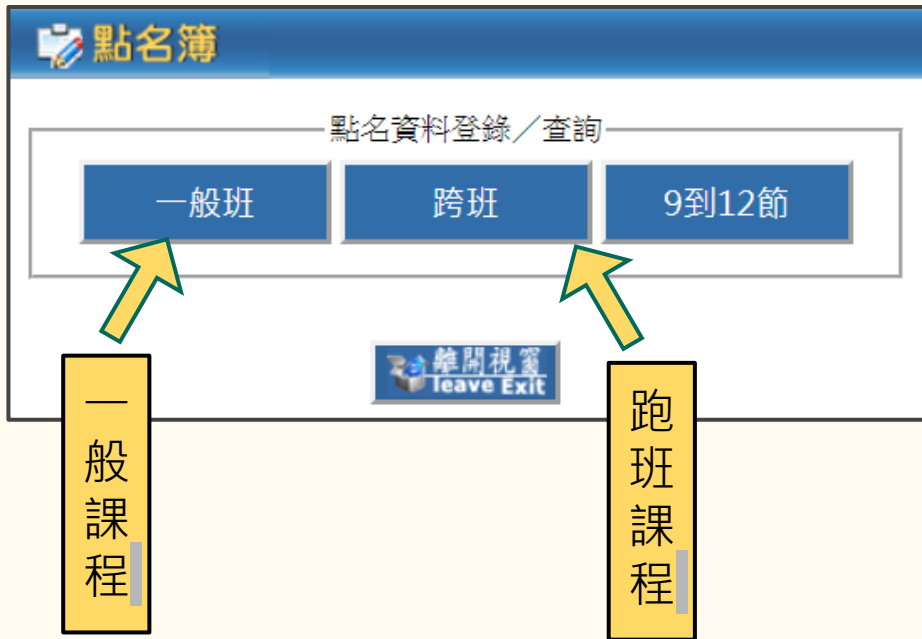 點名簿
點名資料登錄／查詢
一般班
跨班
9到12節
離開視窗
leave Exit
一般課程
跑班課程